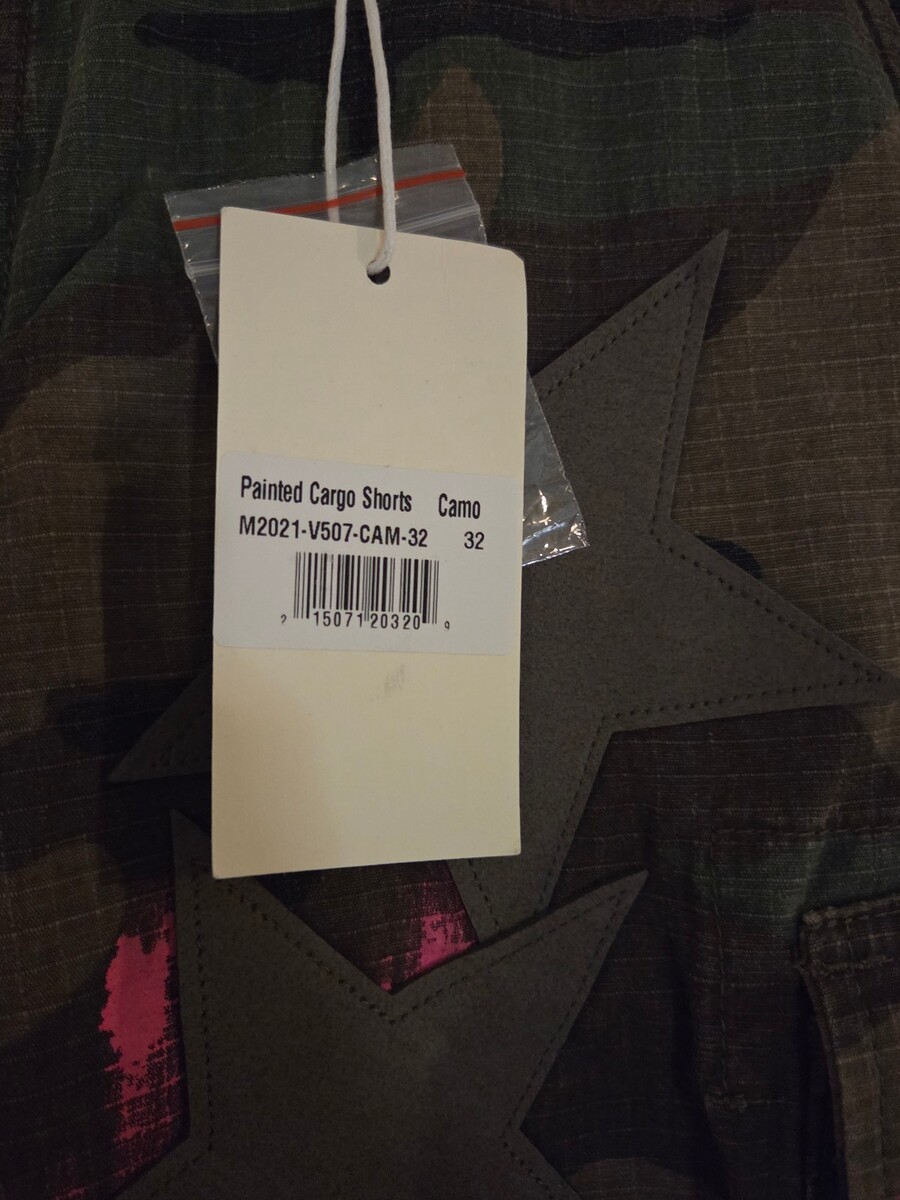 Painted Cargo Shorts Camo
M2021-V507-CAM-32 32
2 15071 20320 9